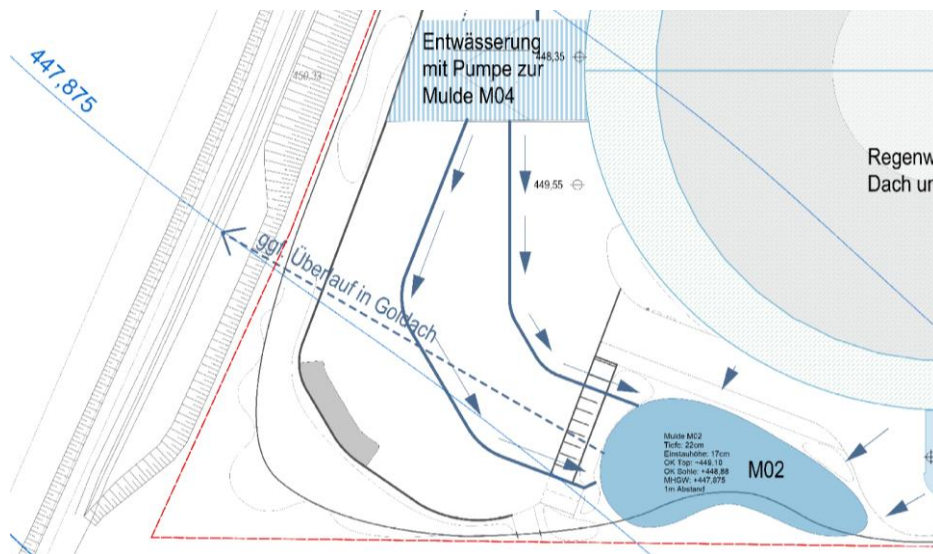 447,875
450,33
Entwässerung
mit Pumpe zur
Mulde M04
448,35
449,55
Regenw
Dach ur
ggf. Überlauf in Goldach
Mulde M02
Tiefe: 22cm
Einstauhöhe: 17cm
OK Top: ~449,10
OK Sohle: +448,88
MHGW: +447,875
1m Abstand
M02